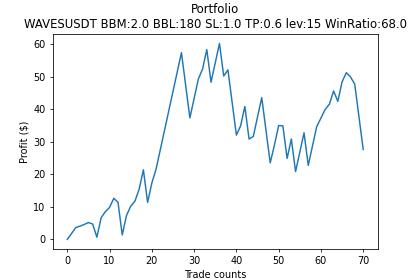 Portfolio
WAVESUSDT BBM:2.0 BBL:180 SL:1.0 TP:0.6 lev:15 WinRatio:68.0
60
50
40
30
20
10
0
Profit ($)
0 10 20 30 40 50 60 70
Trade counts